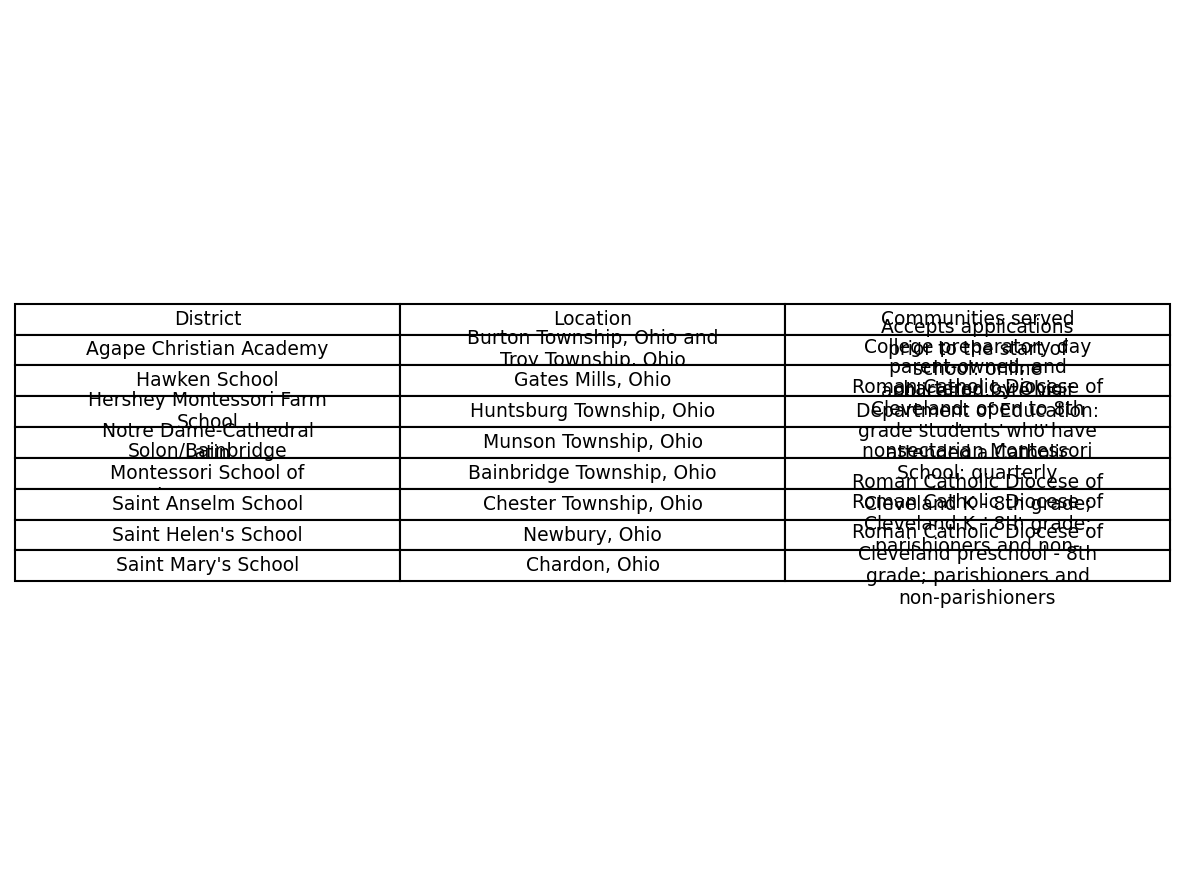 District
Location
Communities served
Agape Christian Academy
Burton Township, Ohio and
Troy Township, Ohio
Accepts applications
prior to the start of
school: online
Hawken School
Gates Mills, Ohio
College preparatory day
Hershey Montessori Farm
School
Huntsburg Township, Ohio
parent-owned, and
chartered by Ohio
Department of Education:
Notre Dame-Cathedral
Latin
Munson Township, Ohio
Roman Catholic Diocese of
Cleveland: open to 8th
grade students who have
attended a Catholic
School: quarterly
Solon/Bainbridge
Montessori School of
Bainbridge Township, Ohio
nonsectarian Montessori
Saint Anselm School
Chester Township, Ohio
Roman Catholic Diocese of
Cleveland K - 8th grade;
Saint Helen's School
Newbury, Ohio
Roman Catholic Diocese of
Cleveland K - 8th grade;
parishioners and non-
Saint Mary's School
Chardon, Ohio
Roman Catholic Diocese of
Cleveland preschool - 8th
grade; parishioners and
non-parishioners